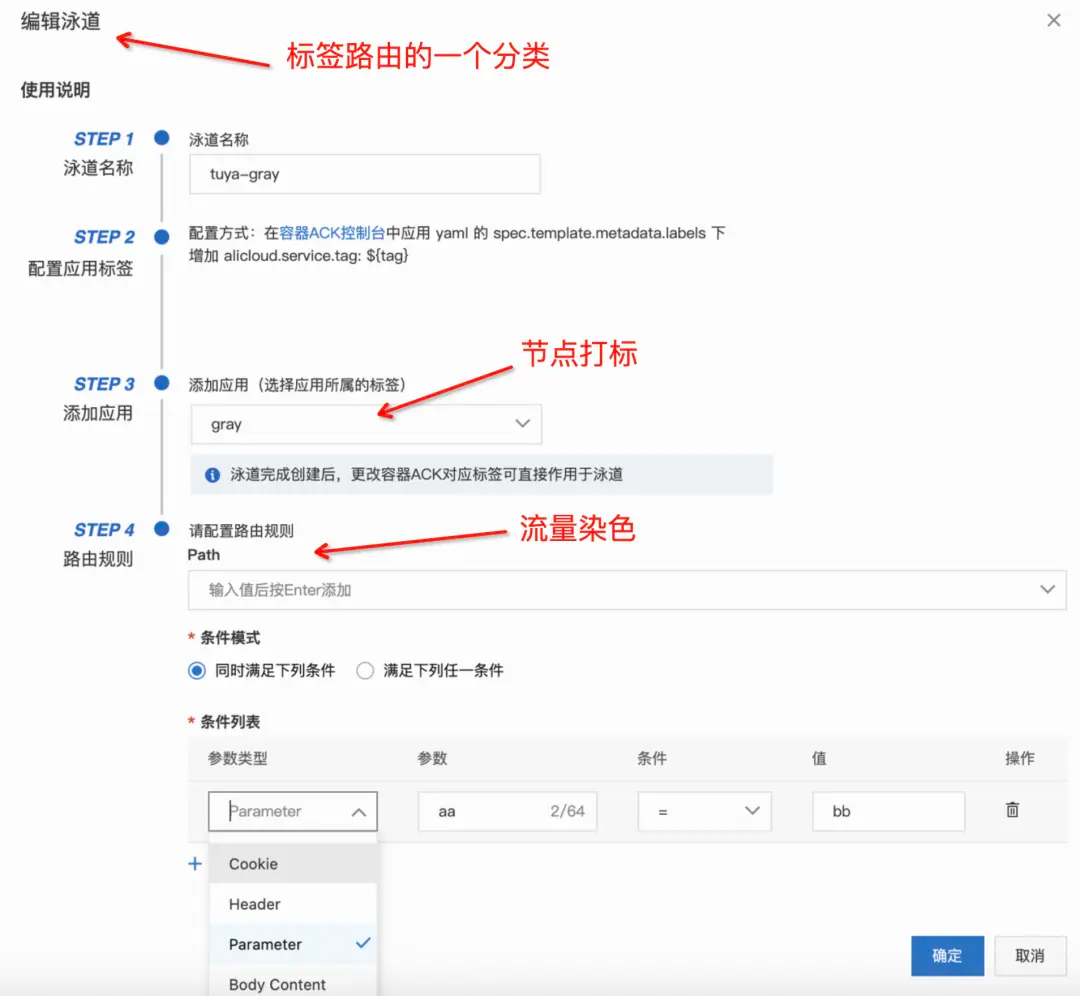 编辑泳道
标签路由的一个分类
使用说明
STEP 1
泳道名称
泳道名称
tuya-gray
STEP 2
配置应用标签
配置方式：在容器ACK控制台中应用 yaml 的 spec.template.metadata.labels 下
增加 alicloud.service.tag: ${tag}
节点打标
STEP 3
添加应用
添加应用（选择应用所属的标签）
gray
泳道完成创建后，更改容器ACK对应标签可直接作用于泳道
STEP 4
路由规则
请配置路由规则
流量染色
Path
输入值后按Enter添加
* 条件模式
同时满足下列条件 满足下列任一条件
* 条件列表
参数类型 参数 条件 值 操作
Parameter aa 2/64 = bb
+
Cookie
Header
Parameter
Body Content
确定 取消